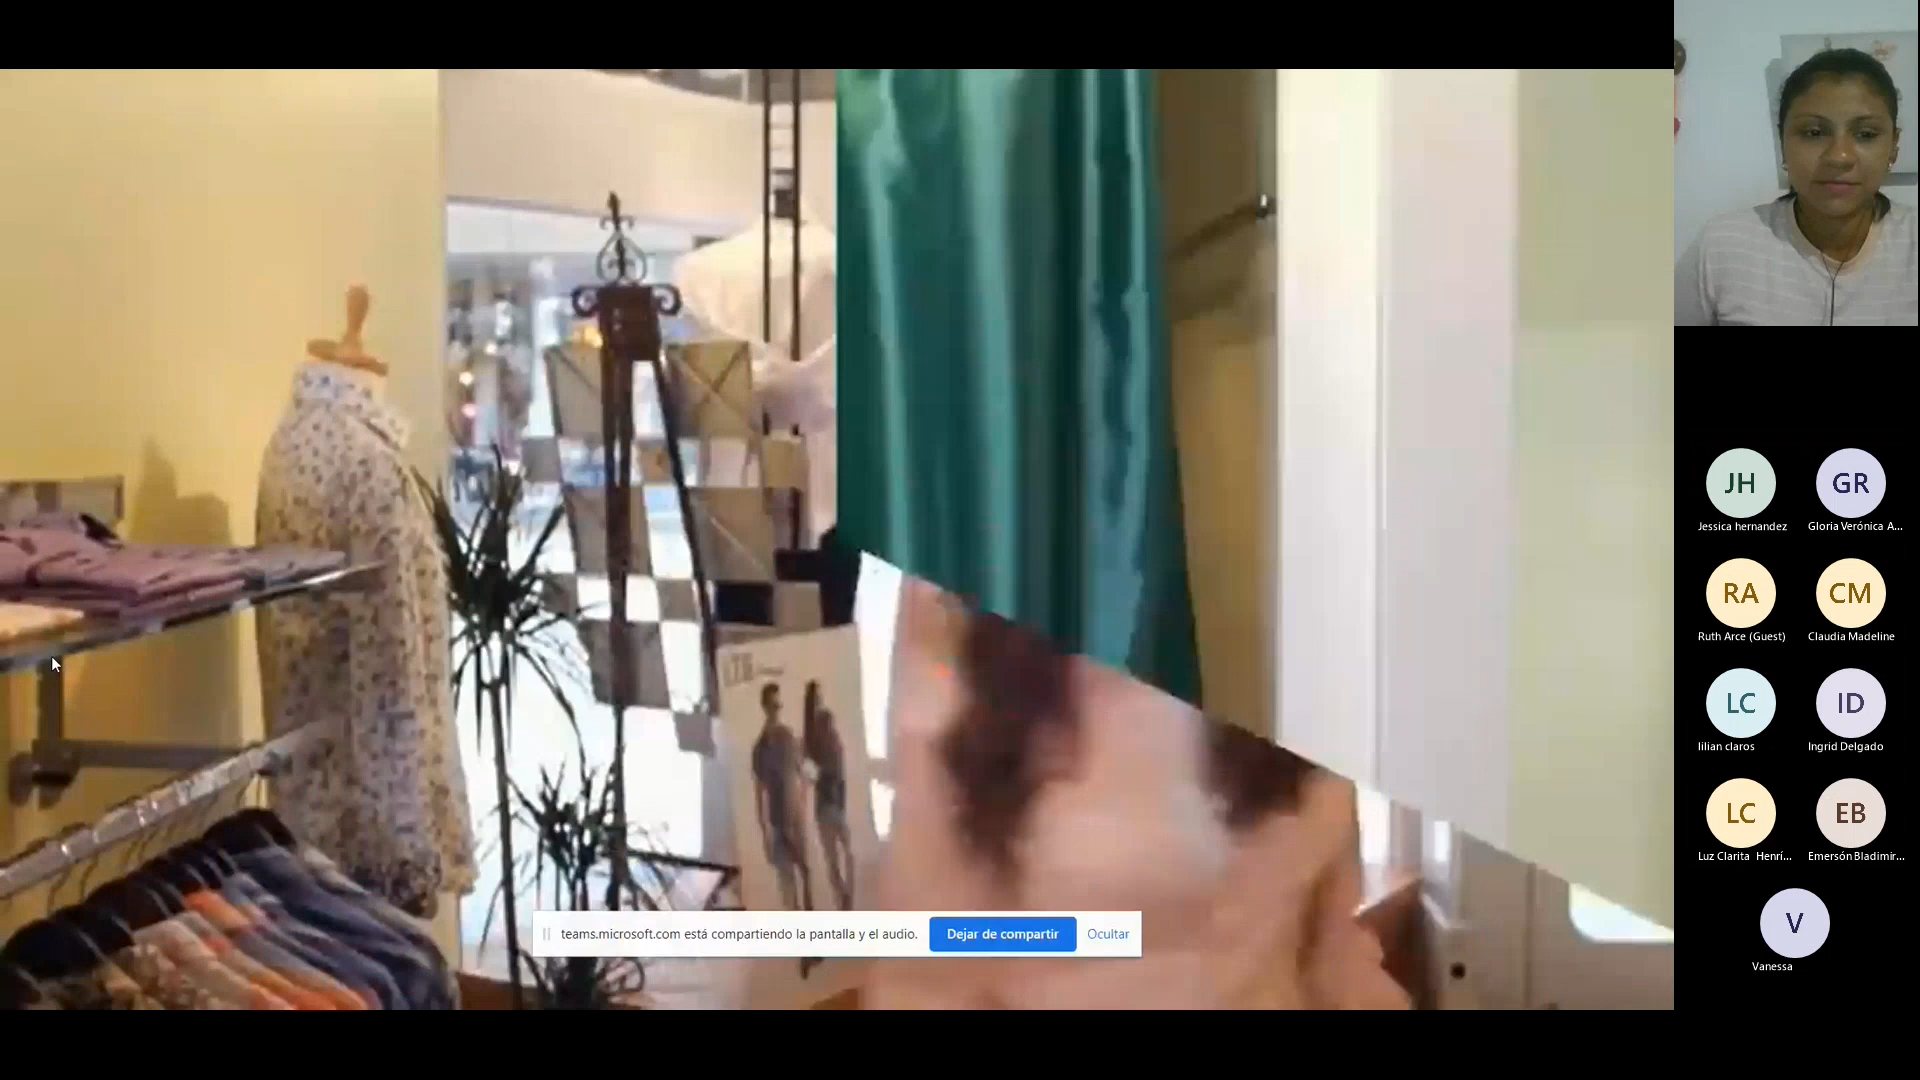 teams.microsoft.com está compartiendo la pantalla y el audio.
Dejar de compartir
Ocultar
JH
Jessica hernandez
GR
Gloria Verónica A...
RA
Ruth Arce (Guest)
CM
Claudia Madeline
LC
lilian claros
ID
Ingrid Delgado
LC
Luz Clarita Henrí...
EB
Emersón Bladimir...
V
Vanessa